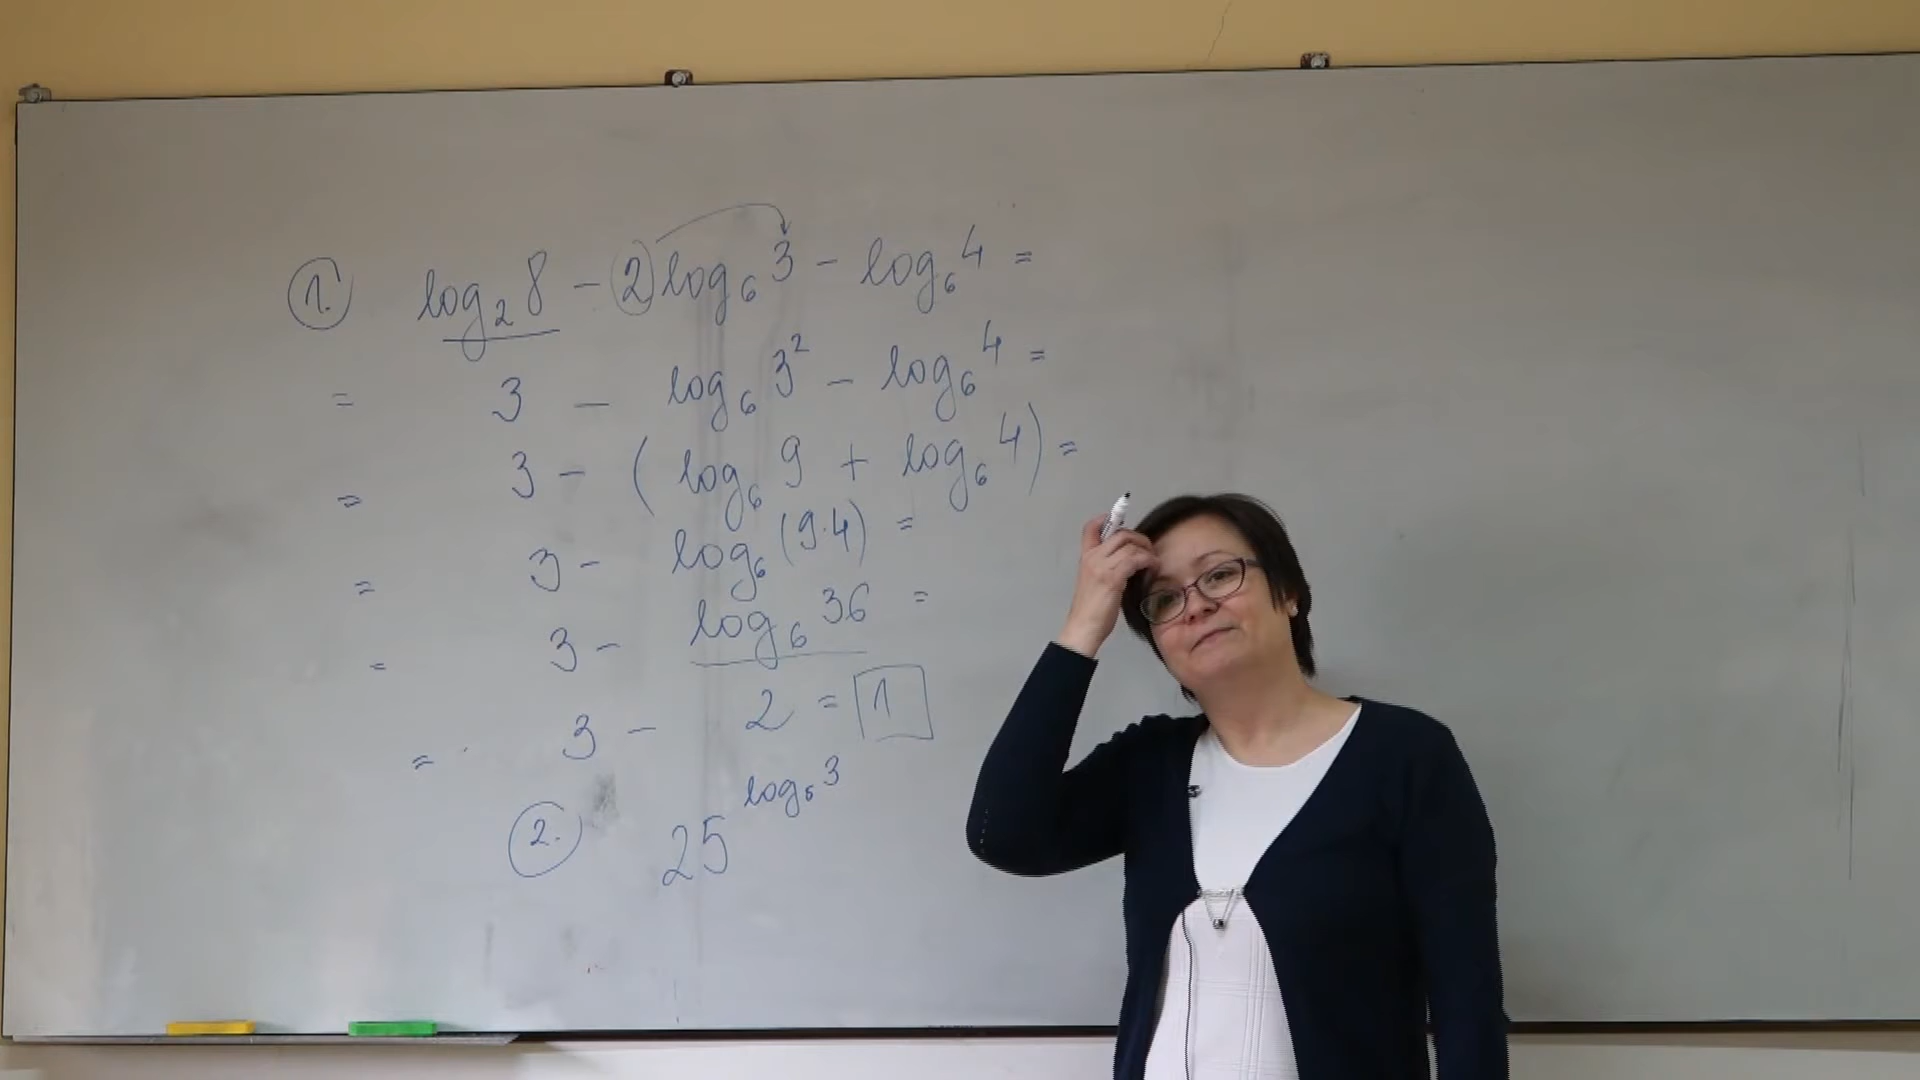 1. log₂8 - 2log₆3 - log₆4 =
= 3 - log₆3² - log₆4 =
= 3 - (log₆9 + log₆4) =
= 3 - log₆(9·4) =
= 3 - log₆36 =
= 3 - 2 = 1
2. 25^log₅3